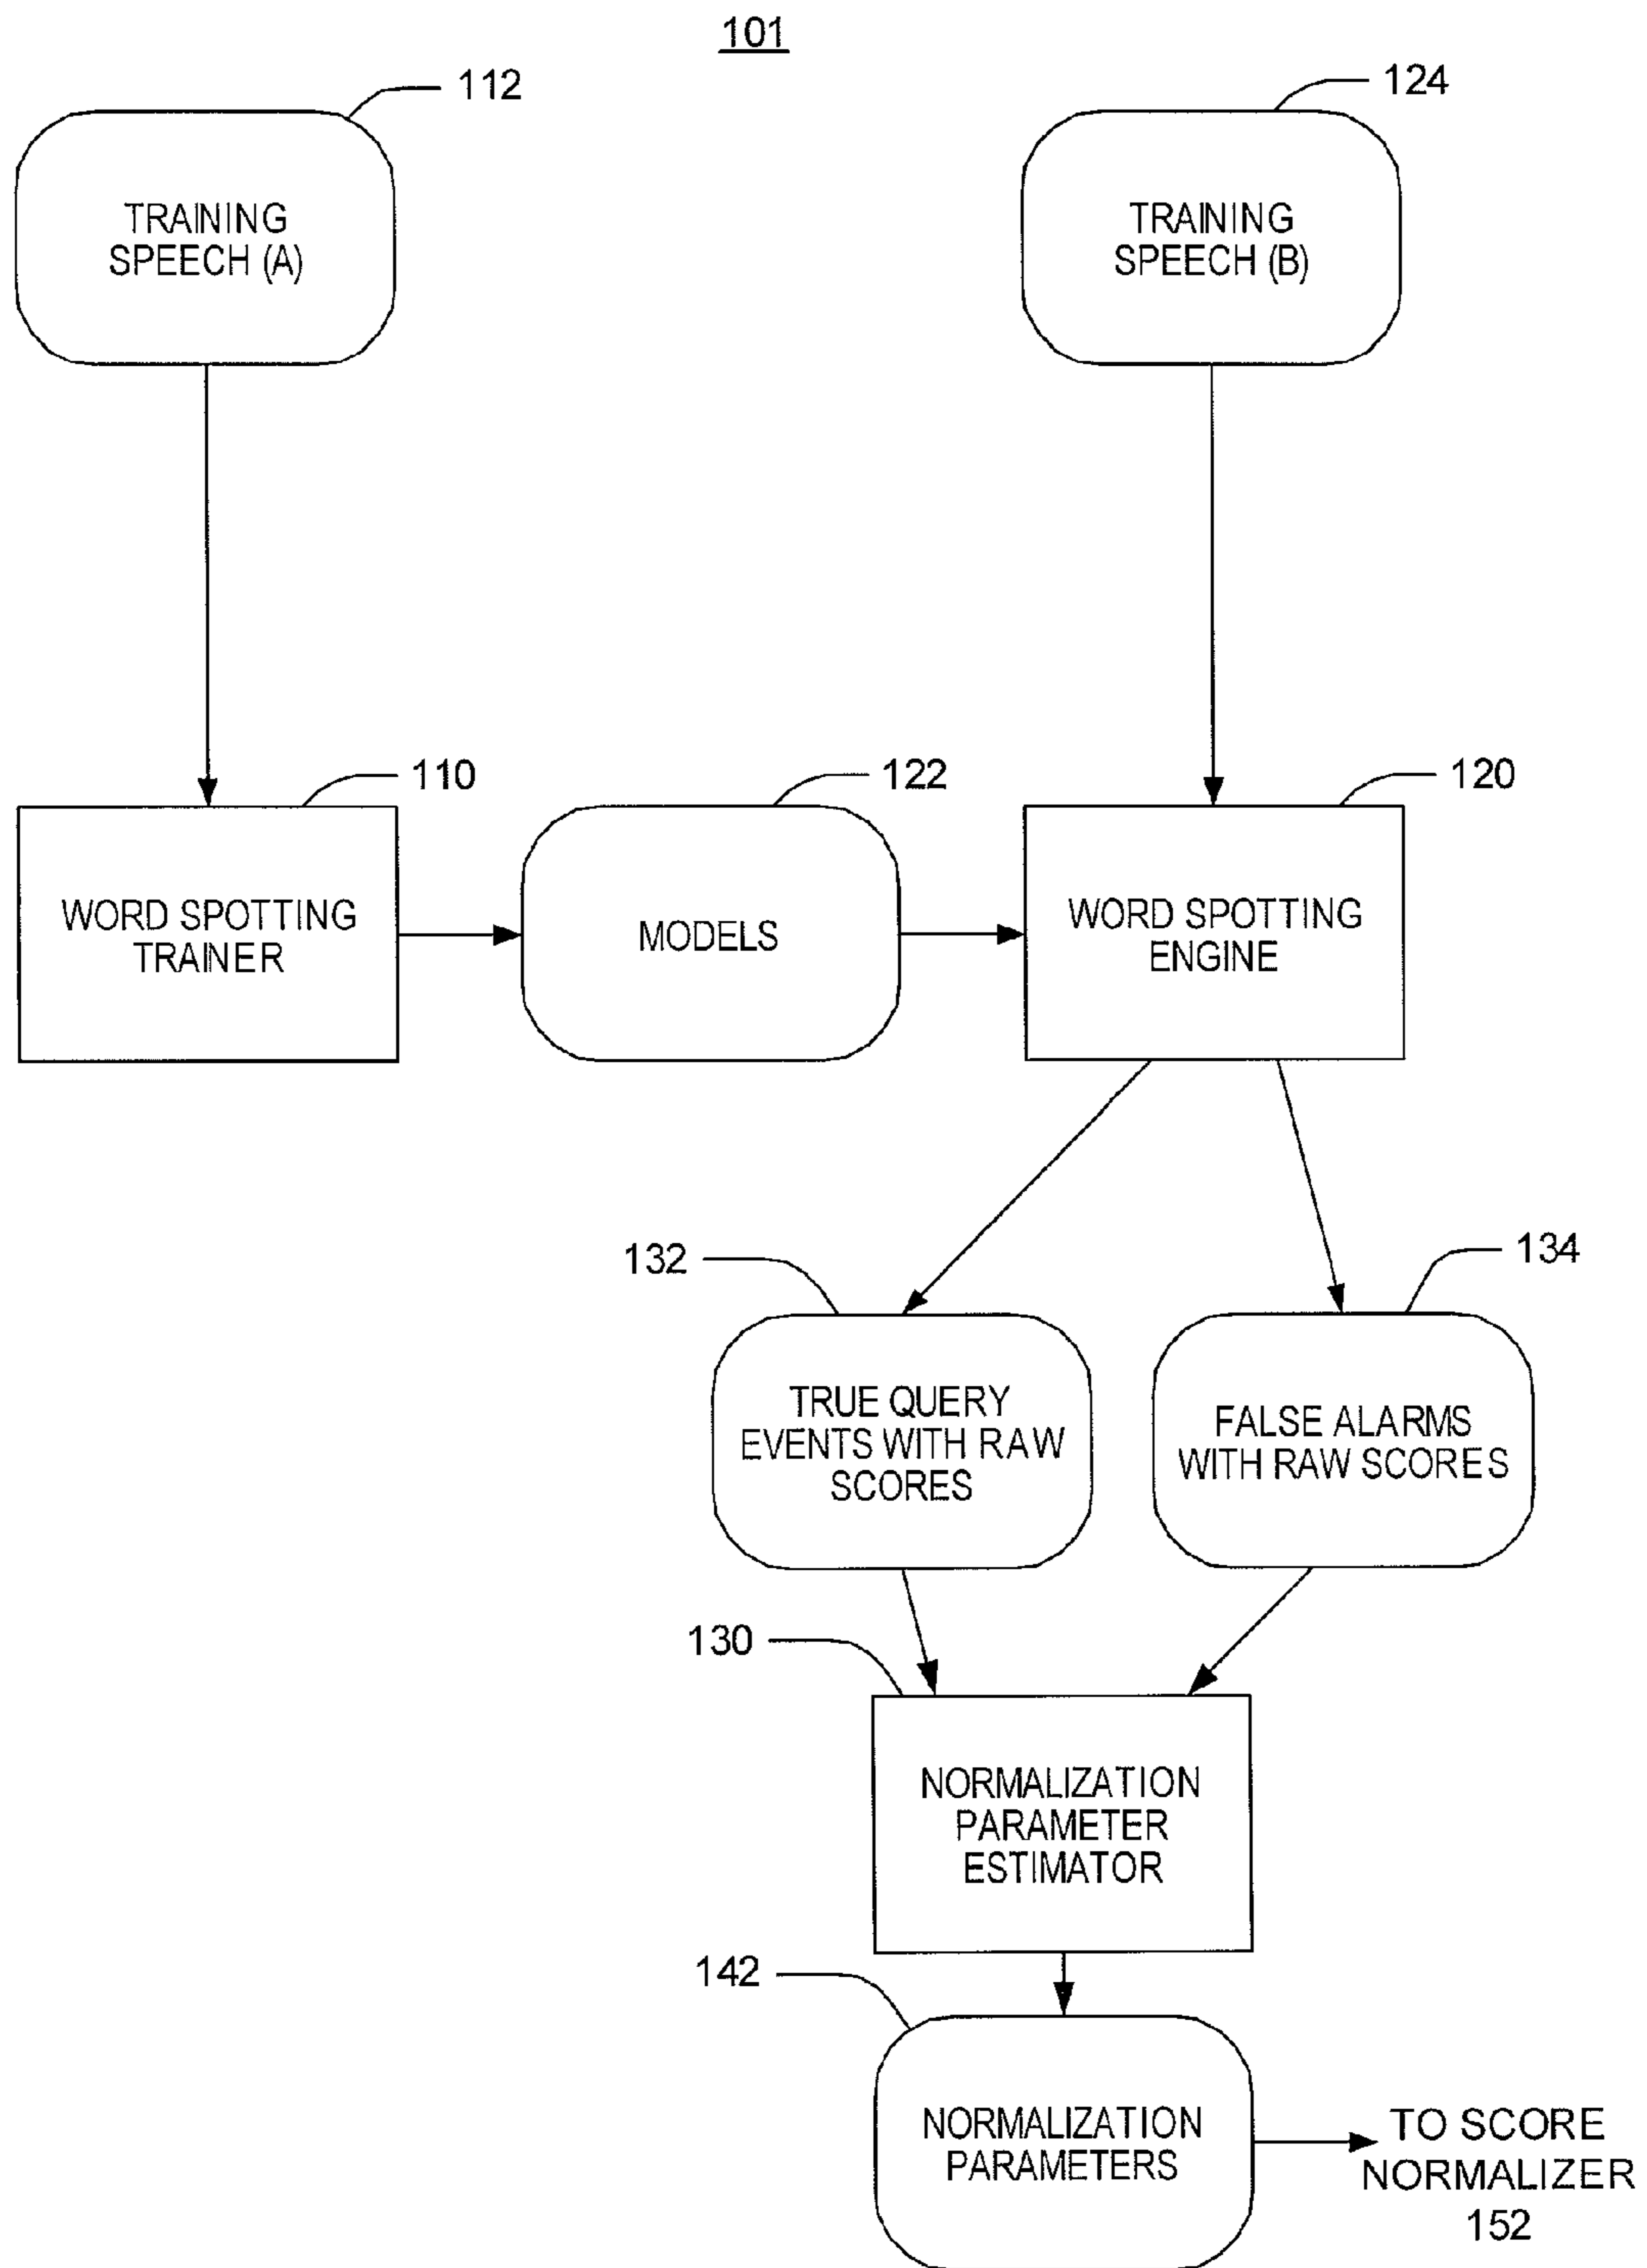 101
112
124
TRAINING
SPEECH (A)
TRAINING
SPEECH (B)
110
122
120
WORD SPOTTING
TRAINER
MODELS
WORD SPOTTING
ENGINE
132
134
TRUE QUERY
EVENTS WITH RAW
SCORES
FALSE ALARMS
WITH RAW SCORES
130
NORMALIZATION
PARAMETER
ESTIMATOR
142
NORMALIZATION
PARAMETERS
TO SCORE
NORMALIZER
152